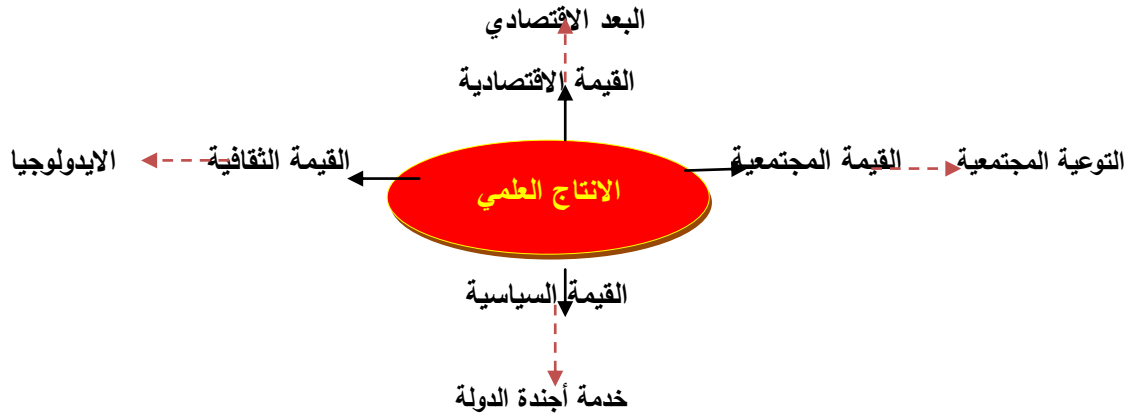 البعد الاقتصادي
القيمة الاقتصادية
التوعية المجتمعية
القيمة المجتمعية
القيمة الثقافية
الايدولوجيا
الانتاج العلمي
القيمة السياسية
خدمة أجندة الدولة